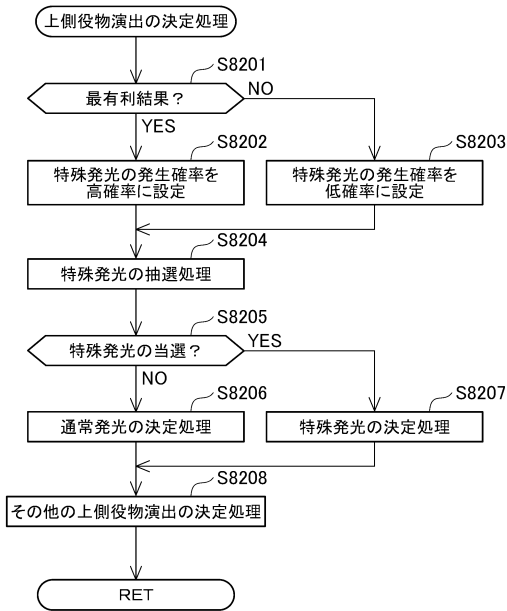 上側役物演出の決定処理
S8201
最有利結果？
NO
YES
S8202
特殊発光の発生確率を
高確率に設定
S8203
特殊発光の発生確率を
低確率に設定
S8204
特殊発光の抽選処理
S8205
特殊発光の当選？
YES
NO
S8206
通常発光の決定処理
S8207
特殊発光の決定処理
S8208
その他の上側役物演出の決定処理
RET